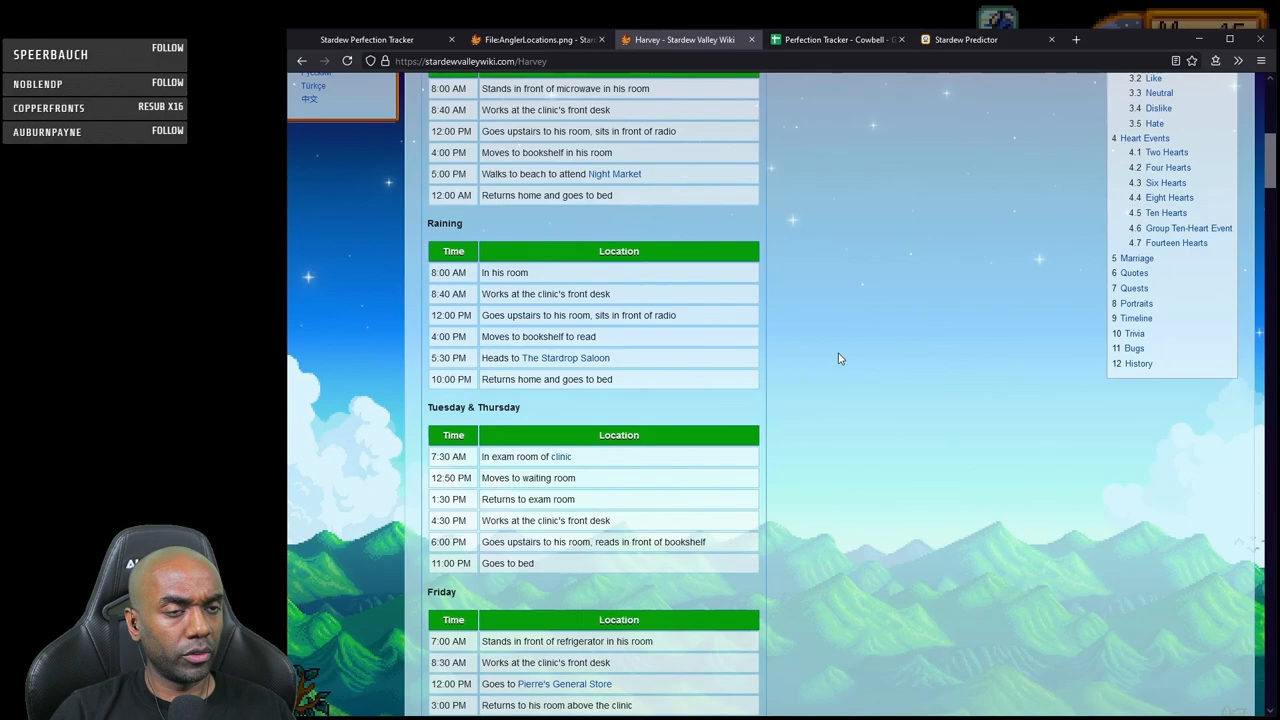 SPEERBAUCH FOLLOW
NOBLENOP FOLLOW
COPPERFRONTS RESUB X16
AUBURNPAYNE FOLLOW
Stardew Perfection Tracker
File:AnglerLocations.png - Star
Harvey - Stardew Valley Wiki
Perfection Tracker - Cowbell - G
Stardew Predictor
https://stardewvalleywiki.com/Harvey
Türkçe
中文
8:00 AM Stands in front of microwave in his room
8:40 AM Works at the clinic's front desk
12:00 PM Goes upstairs to his room, sits in front of radio
4:00 PM Moves to bookshelf in his room
5:00 PM Walks to beach to attend Night Market
12:00 AM Returns home and goes to bed
Raining
Time Location
8:00 AM In his room
8:40 AM Works at the clinic's front desk
12:00 PM Goes upstairs to his room, sits in front of radio
4:00 PM Moves to bookshelf to read
5:30 PM Heads to The Stardrop Saloon
10:00 PM Returns home and goes to bed
Tuesday & Thursday
Time Location
7:30 AM In exam room of clinic
12:50 PM Moves to waiting room
1:30 PM Returns to exam room
4:30 PM Works at the clinic's front desk
6:00 PM Goes upstairs to his room, reads in front of bookshelf
11:00 PM Goes to bed
Friday
Time Location
7:00 AM Stands in front of refrigerator in his room
8:30 AM Works at the clinic's front desk
12:00 PM Goes to Pierre's General Store
3:00 PM Returns to his room above the clinic
3.2 Like
3.3 Neutral
3.4 Dislike
3.5 Hate
4 Heart Events
4.1 Two Hearts
4.2 Four Hearts
4.3 Six Hearts
4.4 Eight Hearts
4.5 Ten Hearts
4.6 Group Ten-Heart Event
4.7 Fourteen Hearts
5 Marriage
6 Quotes
7 Quests
8 Portraits
9 Timeline
10 Trivia
11 Bugs
12 History